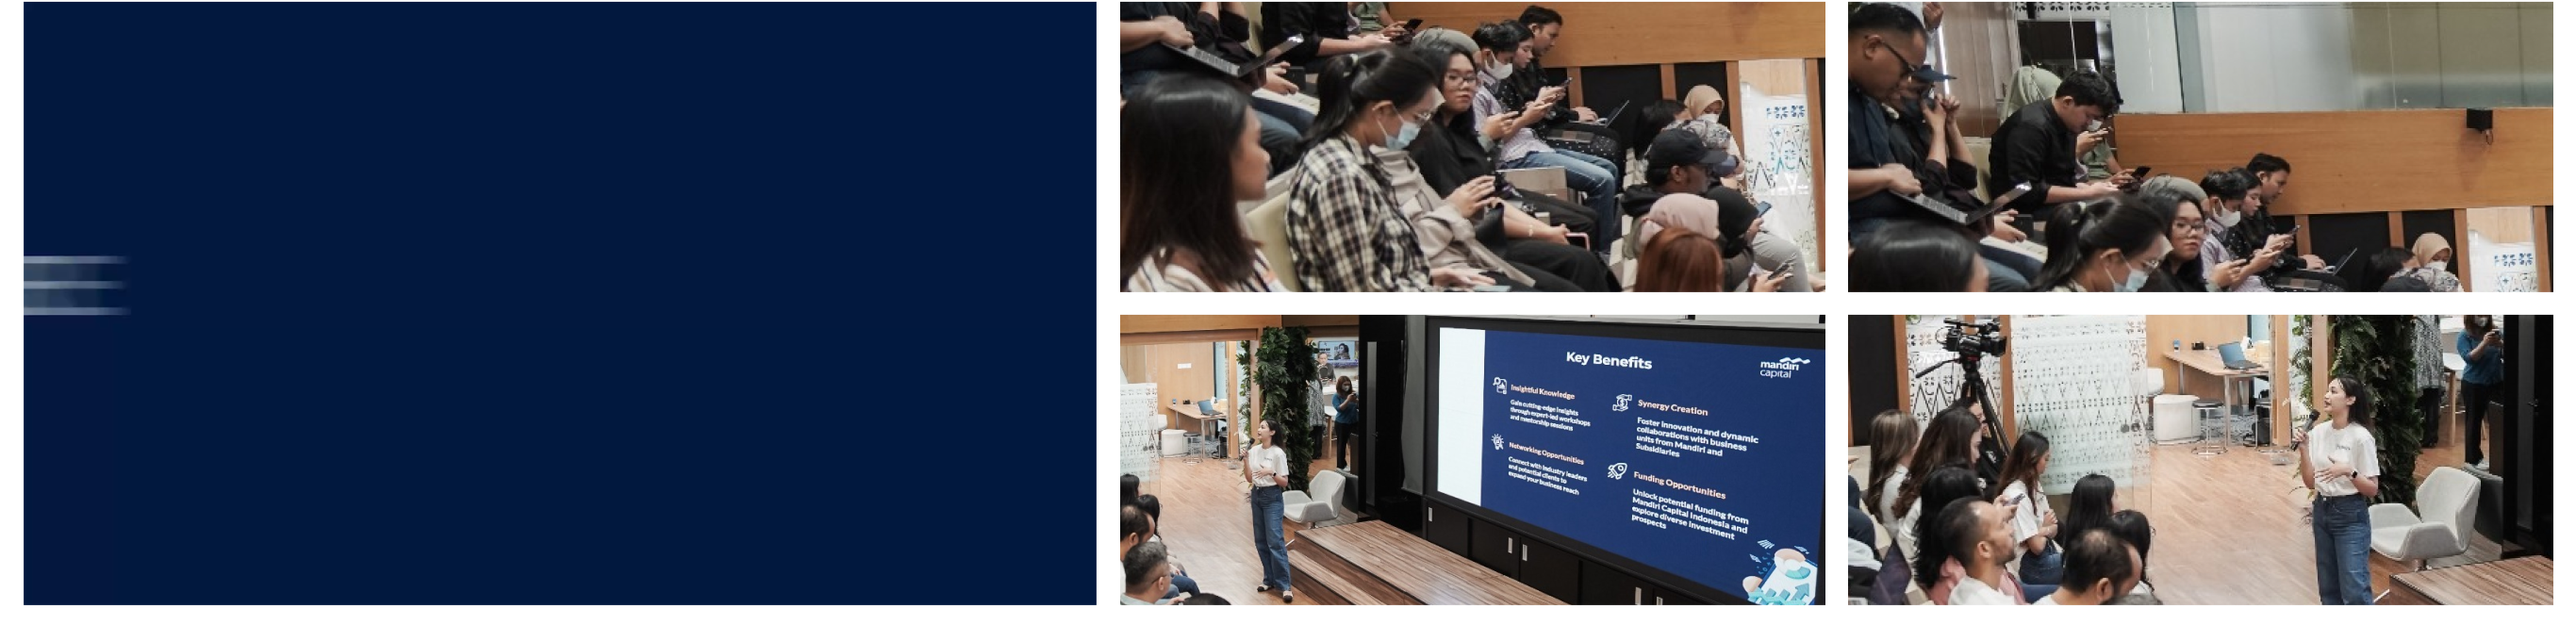 Key Benefits
mandiri
capital
Insightful Knowledge
Gain cutting-edge insights
through expert-led workshops
and mentorship sessions
Synergy Creation
Foster innovation and dynamic
collaborations with business
units from Mandiri and
Subsidiaries
Networking Opportunities
Connect with industry leaders
and potential clients to
expand your business reach
Funding Opportunities
Unlock potential funding from
Mandiri Capital Indonesia and
explore diverse investment
prospects